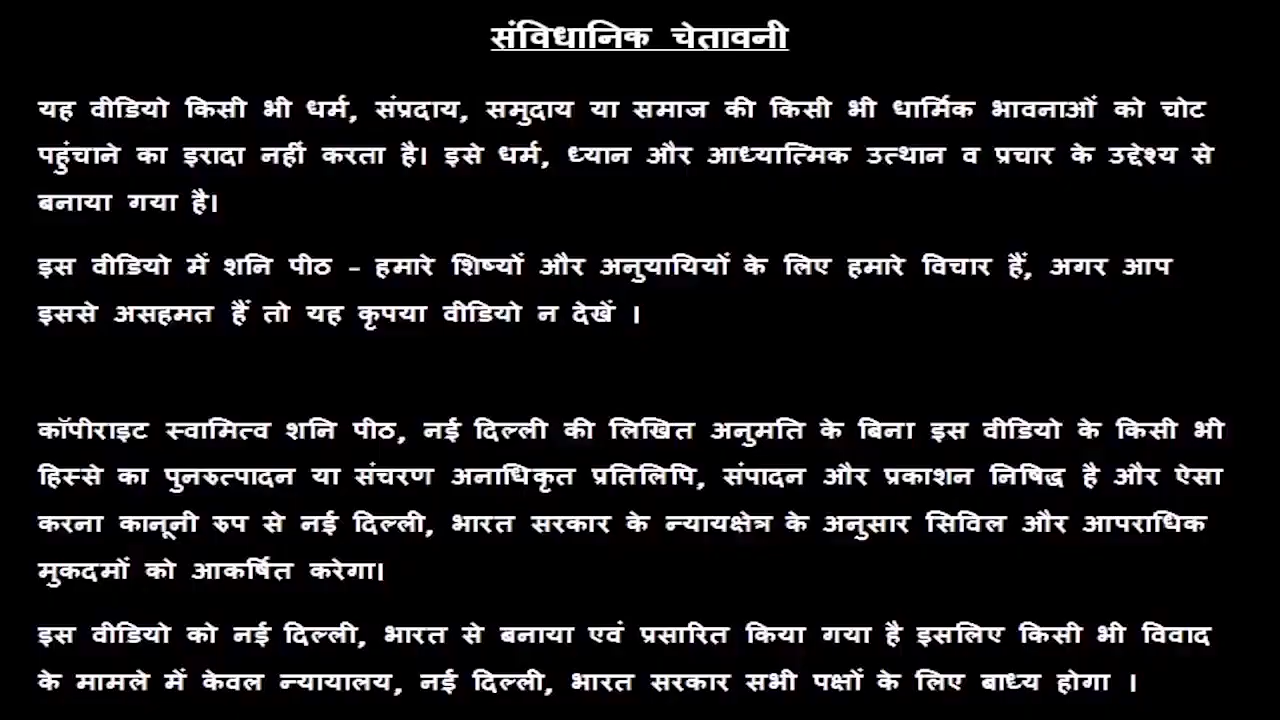 संविधानिक चेतावनी
यह वीडियो किसी भी धर्म, संप्रदाय, समुदाय या समाज की किसी भी धार्मिक भावनाओं को चोट
पहुंचाने का इरादा नहीं करता है। इसे धर्म, ध्यान और आध्यात्मिक उत्थान व प्रचार के उद्देश्य से
बनाया गया है।
इस वीडियो में शनि पीठ – हमारे शिष्यों और अनुयायियों के लिए हमारे विचार हैं, अगर आप
इससे असहमत हैं तो यह कृपया वीडियो न देखें ।
कॉपीराइट स्वामित्व शनि पीठ, नई दिल्ली की लिखित अनुमति के बिना इस वीडियो के किसी भी
हिस्से का पुनरुत्पादन या संचरण अनाधिकृत प्रतिलिपि, संपादन और प्रकाशन निषिद्ध है और ऐसा
करना कानूनी रुप से नई दिल्ली, भारत सरकार के न्यायक्षेत्र के अनुसार सिविल और आपराधिक
मुकदमों को आकर्षित करेगा।
इस वीडियो को नई दिल्ली, भारत से बनाया एवं प्रसारित किया गया है इसलिए किसी भी विवाद
के मामले में केवल न्यायालय, नई दिल्ली, भारत सरकार सभी पक्षों के लिए बाध्य होगा ।